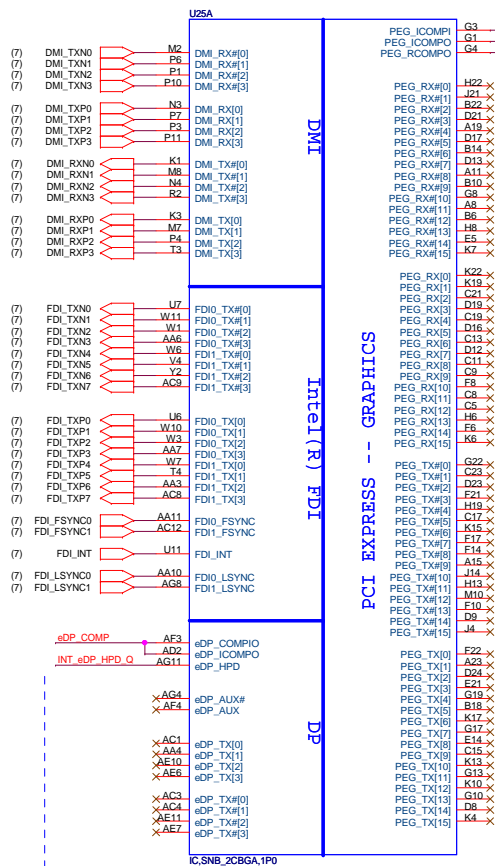 U25A
(7) DMI_TXN0 M2 DMI_RX#[0]
(7) DMI_TXN1 P6 DMI_RX#[1]
(7) DMI_TXN2 P1 DMI_RX#[2]
(7) DMI_TXN3 P10 DMI_RX#[3]
(7) DMI_TXP0 N3 DMI_RX[0]
(7) DMI_TXP1 P7 DMI_RX[1]
(7) DMI_TXP2 P3 DMI_RX[2]
(7) DMI_TXP3 P11 DMI_RX[3]
(7) DMI_RXN0 K1 DMI_TX#[0]
(7) DMI_RXN1 M8 DMI_TX#[1]
(7) DMI_RXN2 N4 DMI_TX#[2]
(7) DMI_RXN3 R2 DMI_TX#[3]
(7) DMI_RXP0 K3 DMI_TX[0]
(7) DMI_RXP1 M7 DMI_TX[1]
(7) DMI_RXP2 P4 DMI_TX[2]
(7) DMI_RXP3 T3 DMI_TX[3]
DMI
(7) FDI_TXN0 U7 FDI0_TX#[0]
(7) FDI_TXN1 W11 FDI0_TX#[1]
(7) FDI_TXN2 W1 FDI0_TX#[2]
(7) FDI_TXN3 AA6 FDI0_TX#[3]
(7) FDI_TXN4 W6 FDI1_TX#[0]
(7) FDI_TXN5 V4 FDI1_TX#[1]
(7) FDI_TXN6 Y2 FDI1_TX#[2]
(7) FDI_TXN7 AC9 FDI1_TX#[3]
(7) FDI_TXP0 U6 FDI0_TX[0]
(7) FDI_TXP1 W10 FDI0_TX[1]
(7) FDI_TXP2 W3 FDI0_TX[2]
(7) FDI_TXP3 AA7 FDI0_TX[3]
(7) FDI_TXP4 W7 FDI1_TX[0]
(7) FDI_TXP5 T4 FDI1_TX[1]
(7) FDI_TXP6 AA3 FDI1_TX[2]
(7) FDI_TXP7 AC8 FDI1_TX[3]
(7) FDI_FSYNC0 AA11 FDI0_FSYNC
(7) FDI_FSYNC1 AC12 FDI1_FSYNC
(7) FDI_INT U11 FDI_INT
(7) FDI_LSYNC0 AA10 FDI0_LSYNC
(7) FDI_LSYNC1 AG8 FDI1_LSYNC
Intel(R) FDI
eDP_COMP AF3 eDP_COMPIO
AD2 eDP_ICOMPO
INT_eDP_HPD_Q AG11 eDP_HPD
AG4 eDP_AUX#
AF4 eDP_AUX
AC1 eDP_TX[0]
AA4 eDP_TX[1]
AE10 eDP_TX[2]
AE6 eDP_TX[3]
AC3 eDP_TX#[0]
AC4 eDP_TX#[1]
AE11 eDP_TX#[2]
AE7 eDP_TX#[3]
DP
PCI EXPRESS -- GRAPHICS
PEG_ICOMPI G3
PEG_ICOMPO G1
PEG_RCOMPO G4
PEG_RX#[0] H22
PEG_RX#[1] J21
PEG_RX#[2] B22
PEG_RX#[3] D21
PEG_RX#[4] A19
PEG_RX#[5] D17
PEG_RX#[6] B14
PEG_RX#[7] D13
PEG_RX#[8] A11
PEG_RX#[9] B10
PEG_RX#[10] G8
PEG_RX#[11] A8
PEG_RX#[12] B6
PEG_RX#[13] H8
PEG_RX#[14] E5
PEG_RX#[15] K7
PEG_RX[0] K22
PEG_RX[1] K19
PEG_RX[2] C21
PEG_RX[3] D19
PEG_RX[4] C19
PEG_RX[5] D16
PEG_RX[6] C13
PEG_RX[7] D12
PEG_RX[8] C11
PEG_RX[9] C9
PEG_RX[10] F8
PEG_RX[11] C8
PEG_RX[12] C5
PEG_RX[13] H6
PEG_RX[14] F6
PEG_RX[15] K6
PEG_TX#[0] G22
PEG_TX#[1] C23
PEG_TX#[2] D23
PEG_TX#[3] F21
PEG_TX#[4] H19
PEG_TX#[5] C17
PEG_TX#[6] K15
PEG_TX#[7] F17
PEG_TX#[8] F14
PEG_TX#[9] A15
PEG_TX#[10] J14
PEG_TX#[11] H13
PEG_TX#[12] M10
PEG_TX#[13] F10
PEG_TX#[14] D9
PEG_TX#[15] J4
PEG_TX[0] F22
PEG_TX[1] A23
PEG_TX[2] D24
PEG_TX[3] E21
PEG_TX[4] G19
PEG_TX[5] B18
PEG_TX[6] K17
PEG_TX[7] G17
PEG_TX[8] E14
PEG_TX[9] C15
PEG_TX[10] K13
PEG_TX[11] G13
PEG_TX[12] K10
PEG_TX[13] G10
PEG_TX[14] D8
PEG_TX[15] K4
IC,SNB_2CBGA,1P0